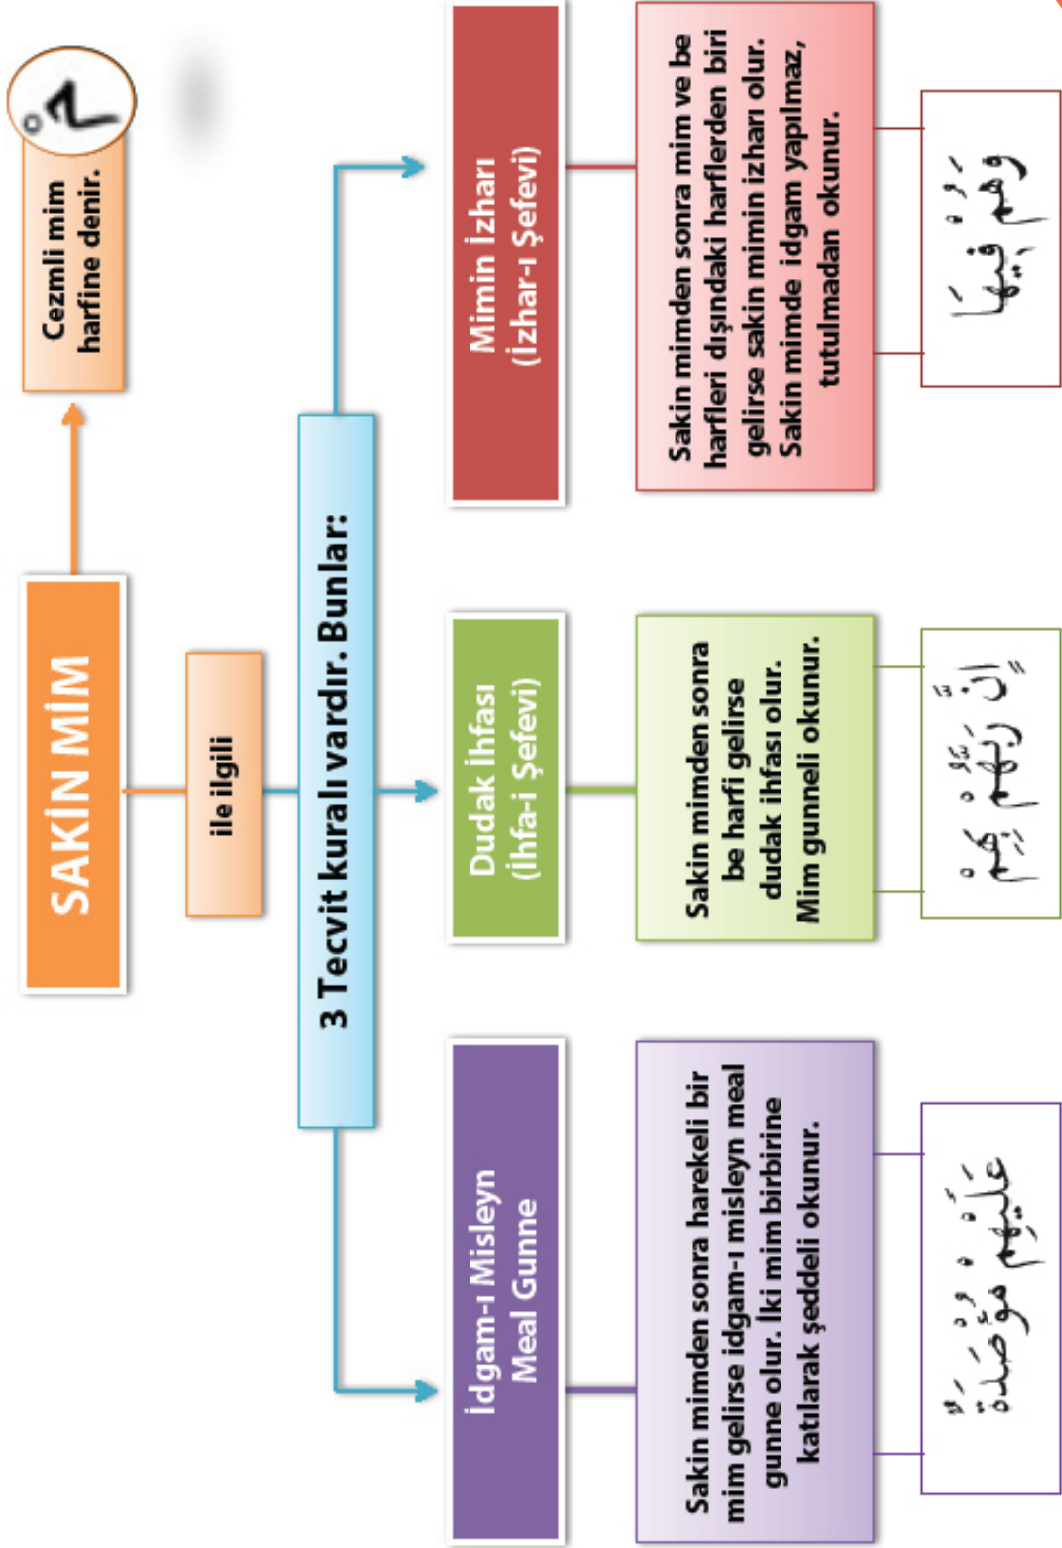 SAKİN MİM
Cezmli mim
harfine denir.
مْ
ile ilgili
3 Tecvit kuralı vardır. Bunlar:
İdgam-ı Misleyn
Meal Gunne
Sakin mimden sonra harekeli bir
mim gelirse idgam-ı misleyn meal
gunne olur. İki mim birbirine
katılarak şeddeli okunur.
عَلَيْهِمْ مُؤْصَدَةٌ
Dudak İhfası
(İhfa-i Şefevi)
Sakin mimden sonra
be harfi gelirse
dudak ihfası olur.
Mim gunneli okunur.
اِنَّ رَبَّهُمْ بِهِمْ
Mimin İzharı
(İzhar-ı Şefevi)
Sakin mimden sonra mim ve be
harfleri dışındaki harflerden biri
gelirse sakin mimin izharı olur.
Sakin mimde idgam yapılmaz,
tutulmadan okunur.
وَهُمْ فِيهَا